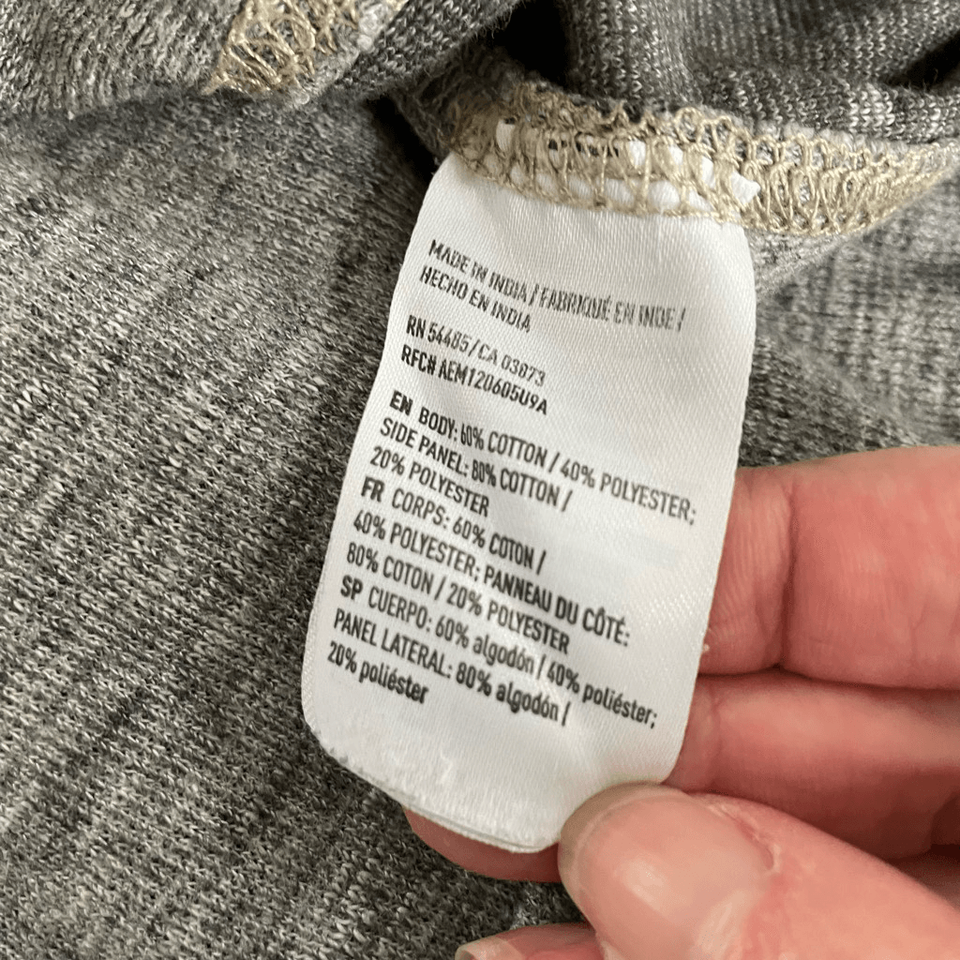 MADE IN INDIA / FABRIQUÉ EN INDE /
HECHO EN INDIA
RN 54485 / CA 03873
RFC# AEM120605U9A
EN BODY: 60% COTTON / 40% POLYESTER;
SIDE PANEL: 80% COTTON /
20% POLYESTER
FR CORPS: 60% COTON /
40% POLYESTER; PANNEAU DU CÔTÉ:
80% COTON / 20% POLYESTER
SP CUERPO: 60% algodón / 40% poliéster;
PANEL LATERAL: 80% algodón /
20% poliéster